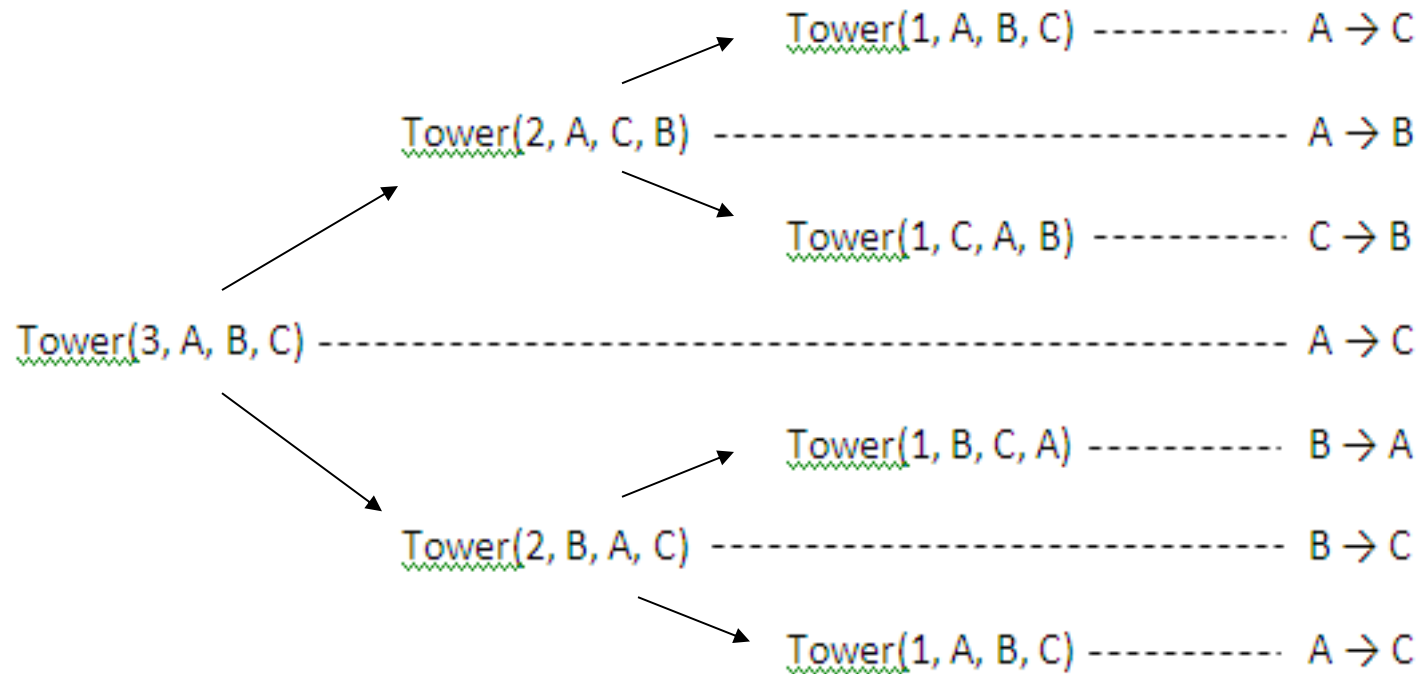 Tower(1, A, B, C) ----------- A → C
Tower(2, A, C, B) --------------------------------- A → B
Tower(1, C, A, B) ----------- C → B
Tower(3, A, B, C) -------------------------------------------------------- A → C
Tower(1, B, C, A) ----------- B → A
Tower(2, B, A, C) --------------------------------- B → C
Tower(1, A, B, C) ----------- A → C